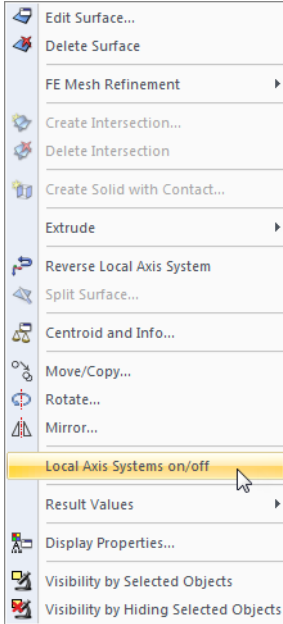 Edit Surface...
Delete Surface
FE Mesh Refinement
Create Intersection...
Delete Intersection
Create Solid with Contact...
Extrude
Reverse Local Axis System
Split Surface...
Centroid and Info...
Move/Copy...
Rotate...
Mirror...
Local Axis Systems on/off
Result Values
Display Properties...
Visibility by Selected Objects
Visibility by Hiding Selected Objects